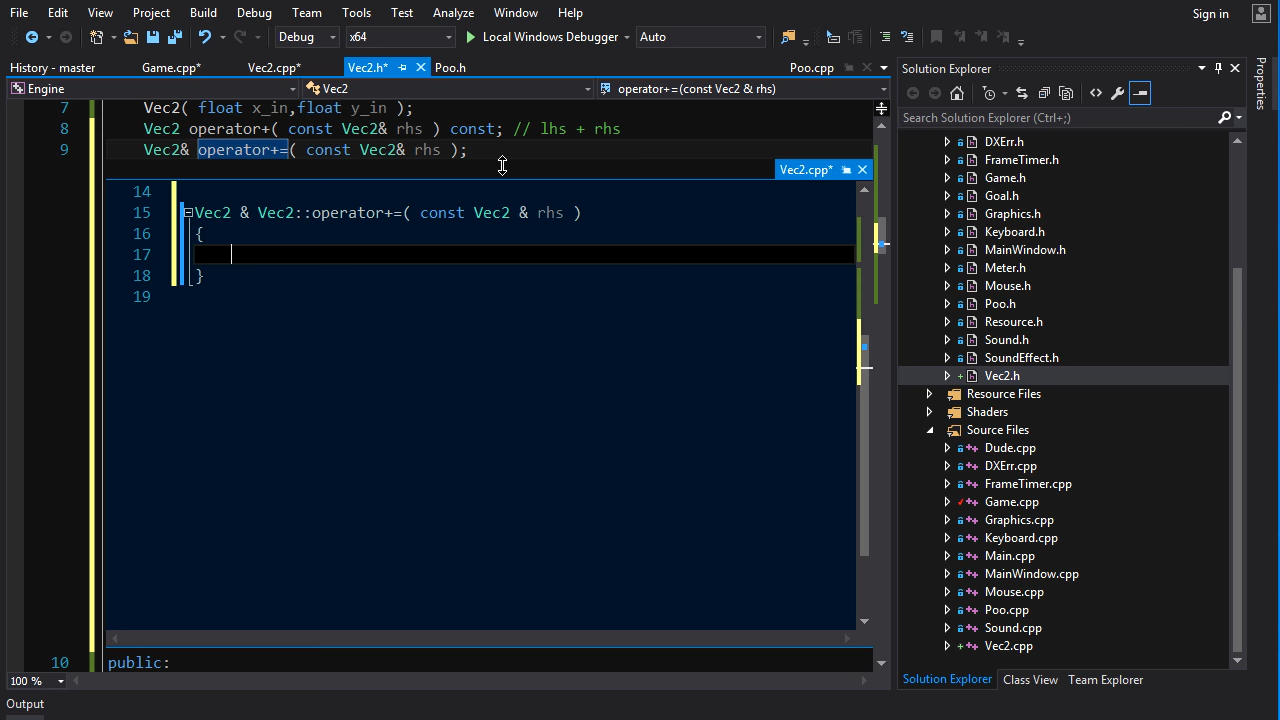 File Edit View Project Build Debug Team Tools Test Analyze Window Help Sign in
Debug x64 Local Windows Debugger Auto
History - master Game.cpp* Vec2.cpp* Vec2.h* Poo.h Poo.cpp
Engine Vec2 operator+=(const Vec2 & rhs)
7 Vec2( float x_in,float y_in );
8 Vec2 operator+( const Vec2& rhs ) const; // lhs + rhs
9 Vec2& operator+=( const Vec2& rhs );
Vec2.cpp*
14
15 Vec2 & Vec2::operator+=( const Vec2 & rhs )
16 {
17
18 }
19
10 public:
100 %
Output
Solution Explorer
Search Solution Explorer (Ctrl+;)
DXErr.h
FrameTimer.h
Game.h
Goal.h
Graphics.h
Keyboard.h
MainWindow.h
Meter.h
Mouse.h
Poo.h
Resource.h
Sound.h
SoundEffect.h
Vec2.h
Resource Files
Shaders
Source Files
Dude.cpp
DXErr.cpp
FrameTimer.cpp
Game.cpp
Graphics.cpp
Keyboard.cpp
Main.cpp
MainWindow.cpp
Mouse.cpp
Poo.cpp
Sound.cpp
Vec2.cpp
Solution Explorer Class View Team Explorer
Properties